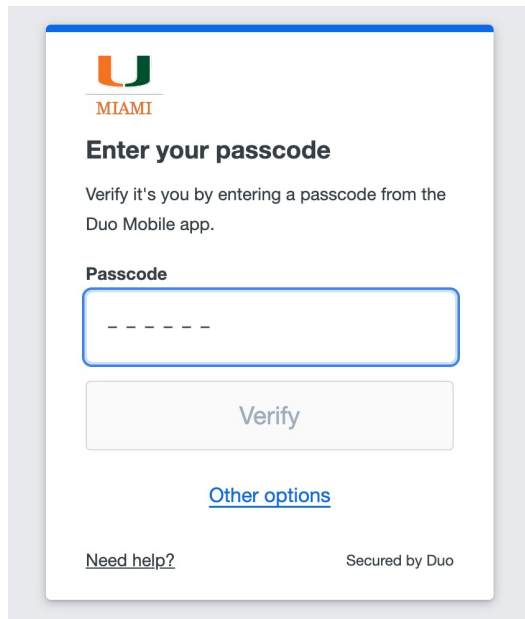 U
MIAMI
Enter your passcode
Verify it's you by entering a passcode from the
Duo Mobile app.
Passcode
– – – – – –
Verify
Other options
Need help? Secured by Duo